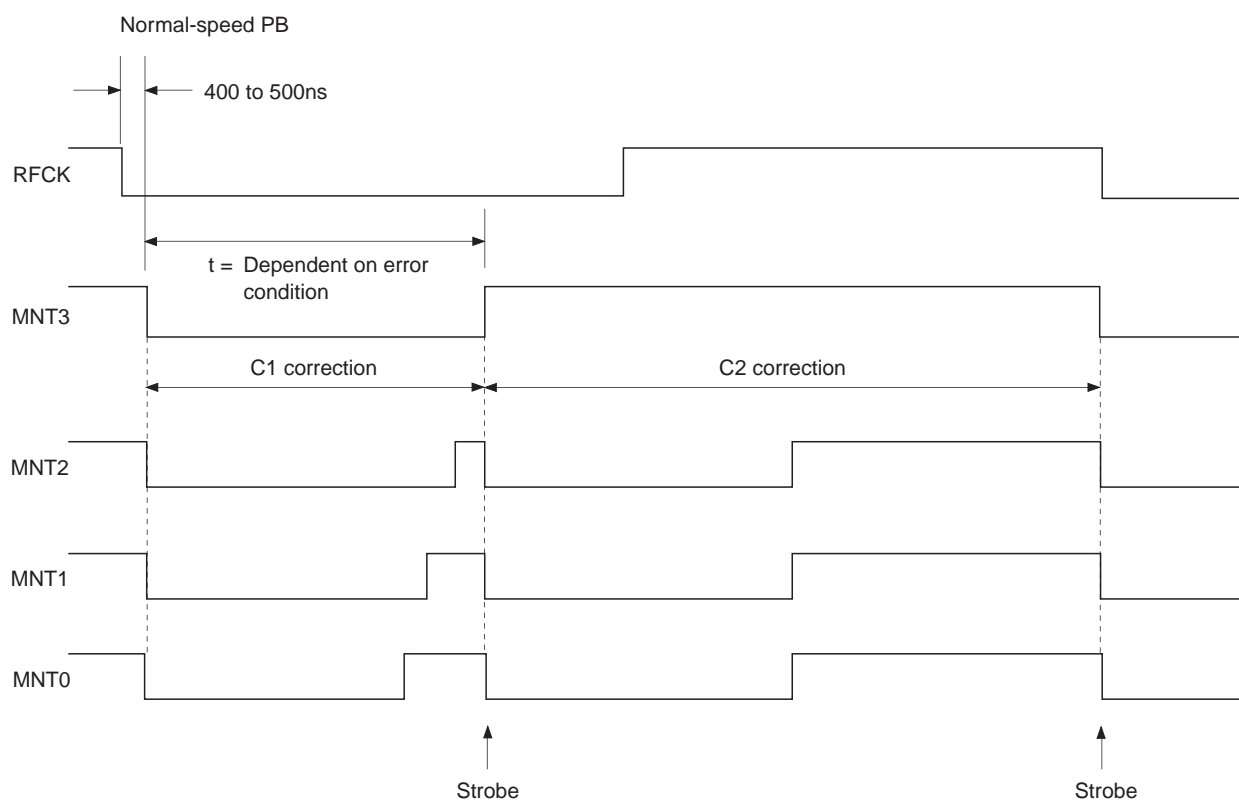 Normal-speed PB
400 to 500ns
RFCK
t = Dependent on error
condition
MNT3
C1 correction
C2 correction
MNT2
MNT1
MNT0
Strobe
Strobe